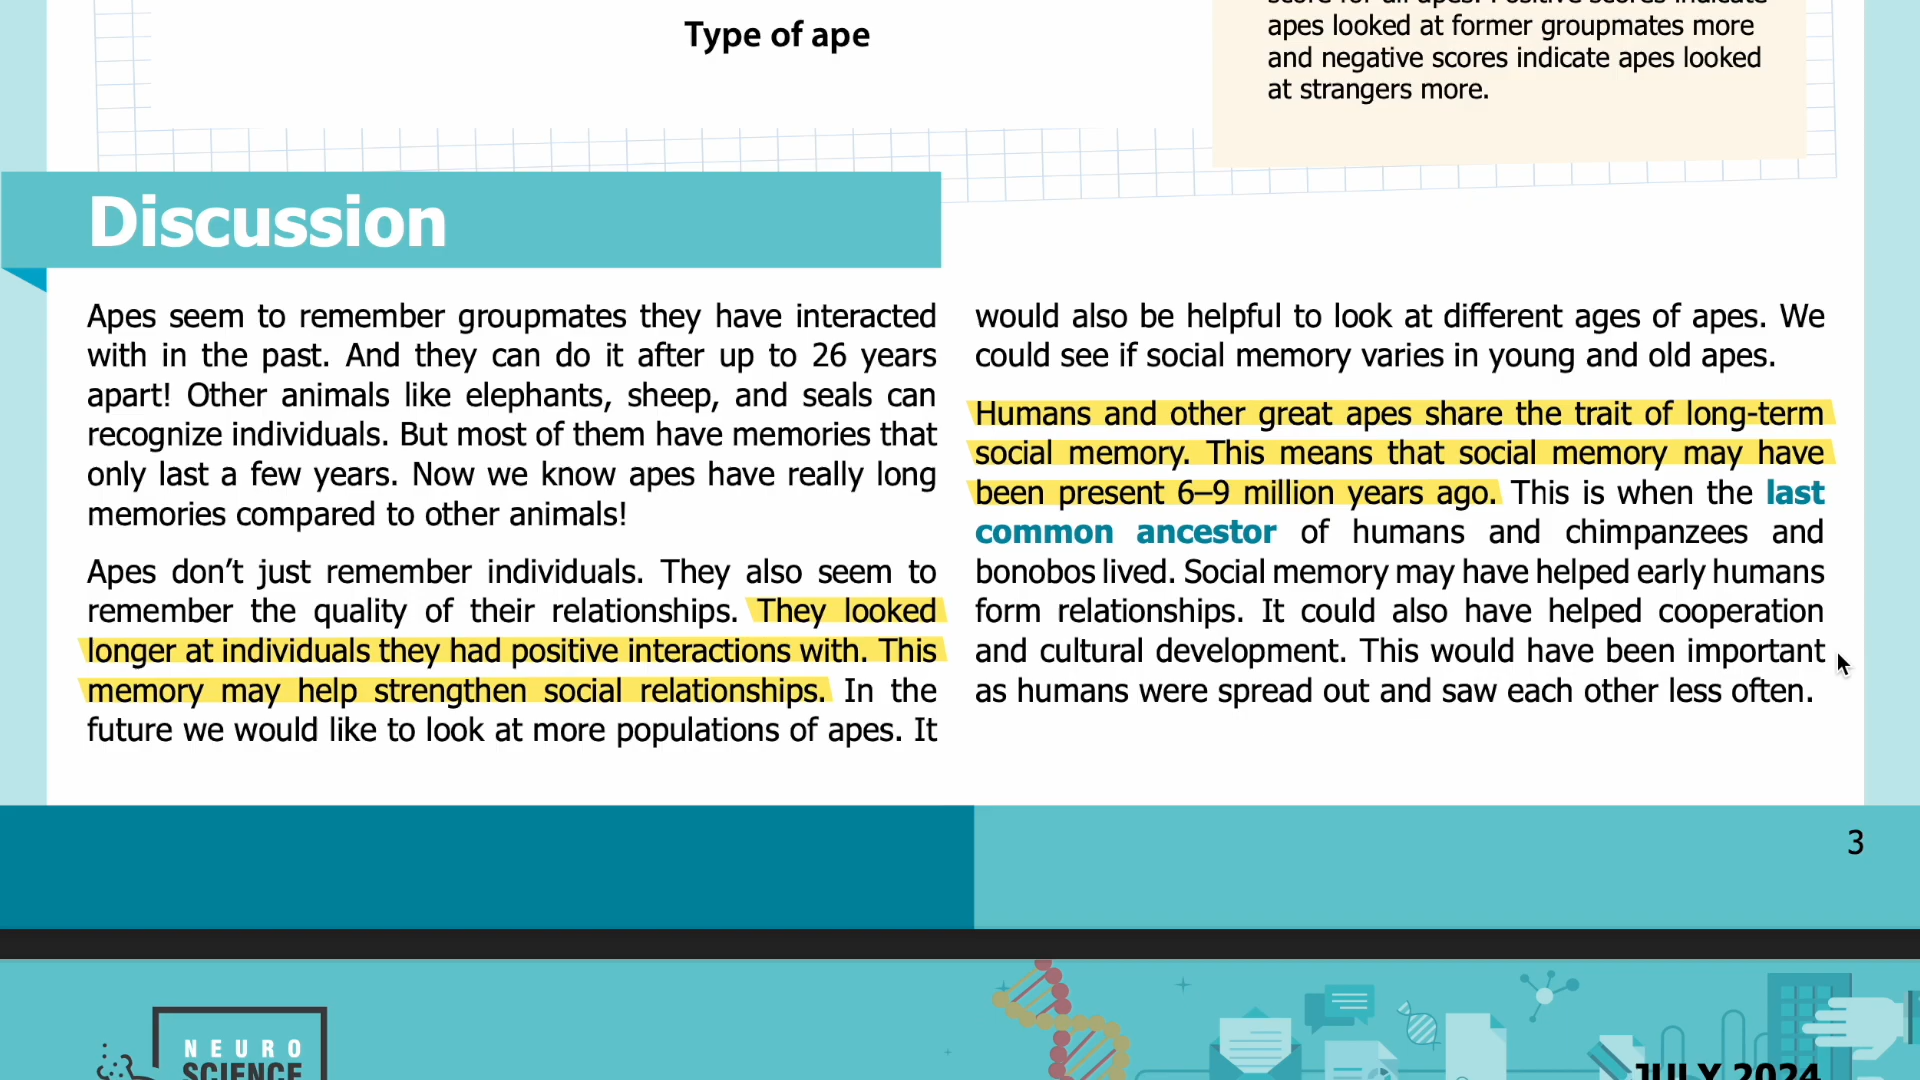 Type of ape
apes looked at former groupmates more
and negative scores indicate apes looked
at strangers more.
Discussion
Apes seem to remember groupmates they have interacted
with in the past. And they can do it after up to 26 years
apart! Other animals like elephants, sheep, and seals can
recognize individuals. But most of them have memories that
only last a few years. Now we know apes have really long
memories compared to other animals!
Apes don’t just remember individuals. They also seem to
remember the quality of their relationships. They looked
longer at individuals they had positive interactions with. This
memory may help strengthen social relationships. In the
future we would like to look at more populations of apes. It
would also be helpful to look at different ages of apes. We
could see if social memory varies in young and old apes.
Humans and other great apes share the trait of long-term
social memory. This means that social memory may have
been present 6–9 million years ago. This is when the last
common ancestor of humans and chimpanzees and
bonobos lived. Social memory may have helped early humans
form relationships. It could also have helped cooperation
and cultural development. This would have been important
as humans were spread out and saw each other less often.
3
NEURO
SCIENCE
JULY 2024